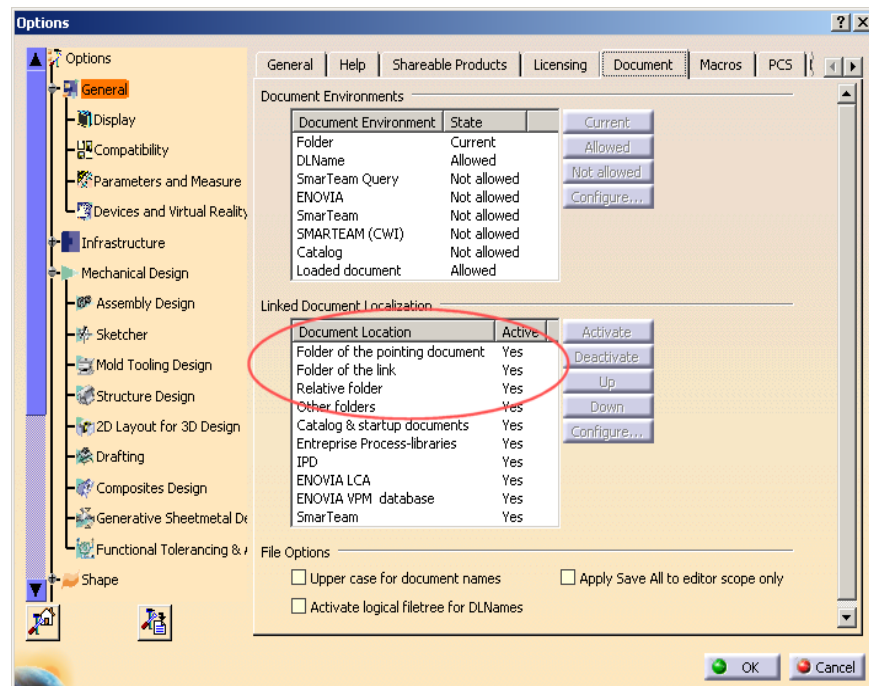 Options
Options
General
Display
Compatibility
Parameters and Measure
Devices and Virtual Reality
Infrastructure
Mechanical Design
Assembly Design
Sketcher
Mold Tooling Design
Structure Design
2D Layout for 3D Design
Drafting
Composites Design
Generative Sheetmetal De
Functional Tolerancing &
Shape
General Help Shareable Products Licensing Document Macros PCS
Document Environments
Document Environment State
Folder Current
DLName Allowed
SmarTeam Query Not allowed
ENOVIA Not allowed
SmarTeam Not allowed
SMARTEAM (CWI) Not allowed
Catalog Not allowed
Loaded document Allowed
Current
Allowed
Not allowed
Configure...
Linked Document Localization
Document Location Active
Folder of the pointing document Yes
Folder of the link Yes
Relative folder Yes
Other folders Yes
Catalog & startup documents Yes
Entreprise Process-libraries Yes
IPD Yes
ENOVIA LCA Yes
ENOVIA VPM database Yes
SmarTeam Yes
Activate
Deactivate
Up
Down
Configure...
File Options
Upper case for document names Apply Save All to editor scope only
Activate logical filetree for DLNames
OK Cancel